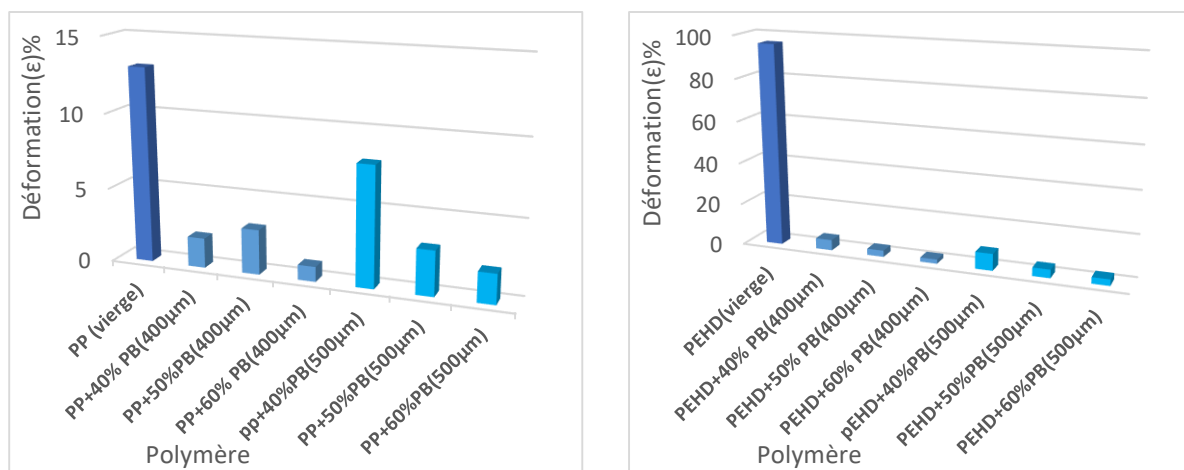 Déformation(ε)%
15
10
5
0
PP (vierge)
PP+40% PB(400µm)
PP+50%PB(400µm)
PP+60% PB(400µm)
pp+40%PB(500µm)
PP+50%PB(500µm)
PP+60%PB(500µm)
Polymère
Déformation(ε)%
100
80
60
40
20
0
PEHD(vierge)
PEHD+40% PB(400µm)
PEHD+50% PB(400µm)
PEHD+60% PB(400µm)
pEHD+40%PB(500µm)
PEHD+50%PB(500µm)
PEHD+60%PB(500µm)
Polymère